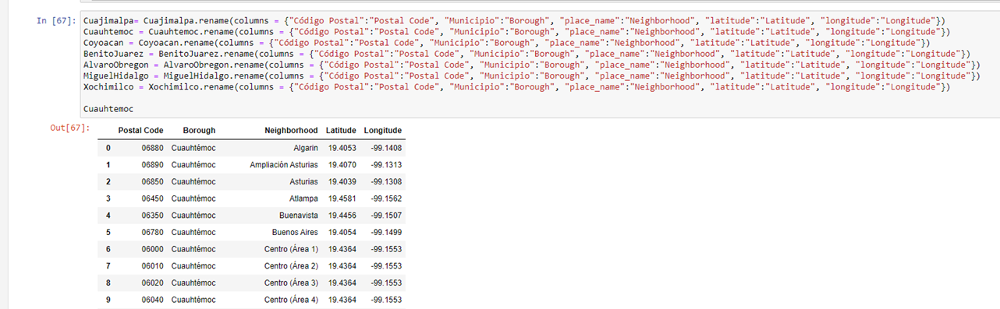 In [67]: Cuajimalpa= Cuajimalpa.rename(columns = {"Código Postal":"Postal Code", "Municipio":"Borough", "place_name":"Neighborhood", "latitude":"Latitude", "longitude":"Longitude"})
Cuauhtemoc = Cuauhtemoc.rename(columns = {"Código Postal":"Postal Code", "Municipio":"Borough", "place_name":"Neighborhood", "latitude":"Latitude", "longitude":"Longitude"})
Coyoacan = Coyoacan.rename(columns = {"Código Postal":"Postal Code", "Municipio":"Borough", "place_name":"Neighborhood", "latitude":"Latitude", "longitude":"Longitude"})
BenitoJuarez = BenitoJuarez.rename(columns = {"Código Postal":"Postal Code", "Municipio":"Borough", "place_name":"Neighborhood", "latitude":"Latitude", "longitude":"Longitude"})
AlvaroObregon = AlvaroObregon.rename(columns = {"Código Postal":"Postal Code", "Municipio":"Borough", "place_name":"Neighborhood", "latitude":"Latitude", "longitude":"Longitude"})
MiguelHidalgo = MiguelHidalgo.rename(columns = {"Código Postal":"Postal Code", "Municipio":"Borough", "place_name":"Neighborhood", "latitude":"Latitude", "longitude":"Longitude"})
Xochimilco = Xochimilco.rename(columns = {"Código Postal":"Postal Code", "Municipio":"Borough", "place_name":"Neighborhood", "latitude":"Latitude", "longitude":"Longitude"})
Cuauhtemoc
Out[67]:
Postal Code Borough Neighborhood Latitude Longitude
0 06880 Cuauhtémoc Algarin 19.4053 -99.1408
1 06890 Cuauhtémoc Ampliación Asturias 19.4070 -99.1313
2 06850 Cuauhtémoc Asturias 19.4039 -99.1308
3 06450 Cuauhtémoc Atlampa 19.4581 -99.1562
4 06350 Cuauhtémoc Buenavista 19.4456 -99.1507
5 06780 Cuauhtémoc Buenos Aires 19.4054 -99.1499
6 06000 Cuauhtémoc Centro (Área 1) 19.4364 -99.1553
7 06010 Cuauhtémoc Centro (Área 2) 19.4364 -99.1553
8 06020 Cuauhtémoc Centro (Área 3) 19.4364 -99.1553
9 06040 Cuauhtémoc Centro (Área 4) 19.4364 -99.1553